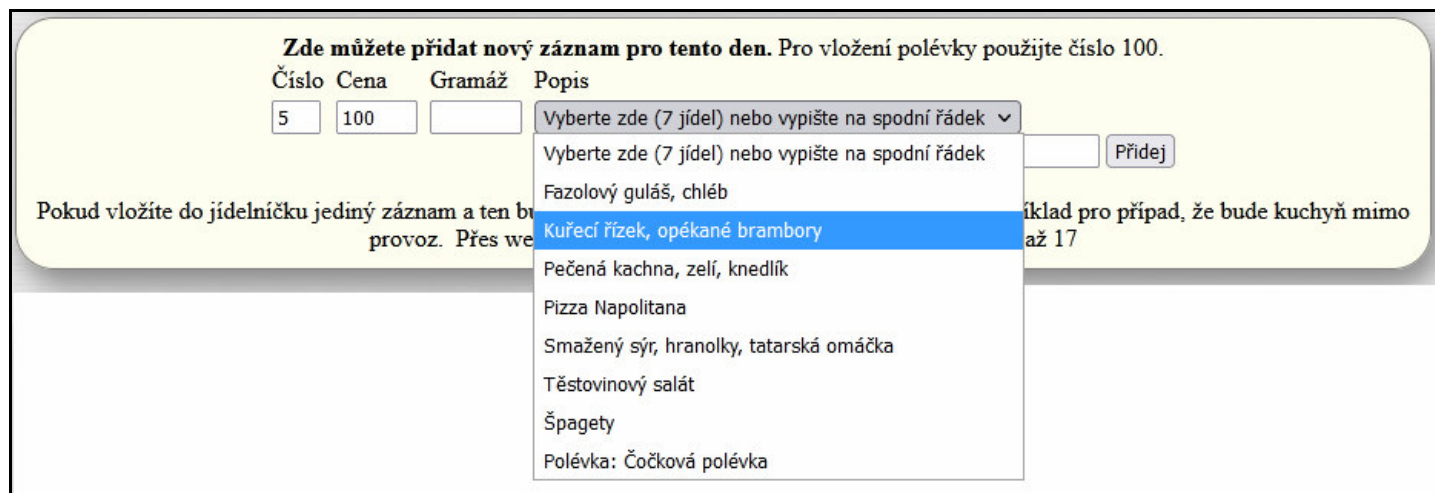 Zde můžete přidat nový záznam pro tento den. Pro vložení polévky použijte číslo 100.
Číslo Cena Gramáž Popis
5 100 Vyberte zde (7 jídel) nebo vypište na spodní řádek
Vyberte zde (7 jídel) nebo vypište na spodní řádek
Přidej
Fazolový guláš, chléb
Pokud vložíte do jídelníčku jediný záznam a ten
pro případ, že bude kuchyň mimo
Kuřecí řízek, opékané brambory
provoz. Přes
až 17
Pečená kachna, zelí, knedlík
Pizza Napolitana
Smažený sýr, hranolky, tatarská omáčka
Těstovinový salát
Špagety
Polévka: Čočková polévka